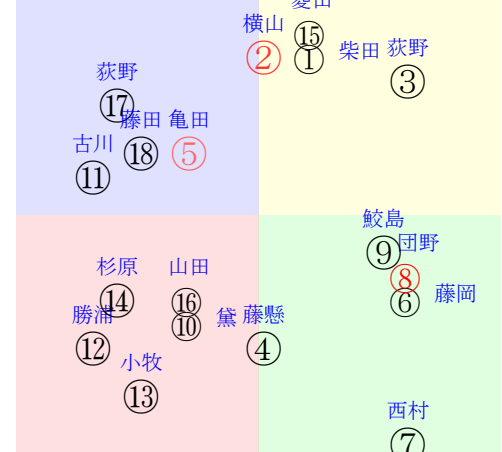 菱田
横山
⑮
② ① 柴田 荻野
③
荻野
⑰
藤田 亀田
古川 ⑱ ⑤
⑪
鮫島
⑨ 団野
杉原 山田
⑧
⑭ ⑯ ⑥ 藤岡
勝浦 ⑩ 黛 藤懸
⑫ ④
小牧
⑬
西村
⑦